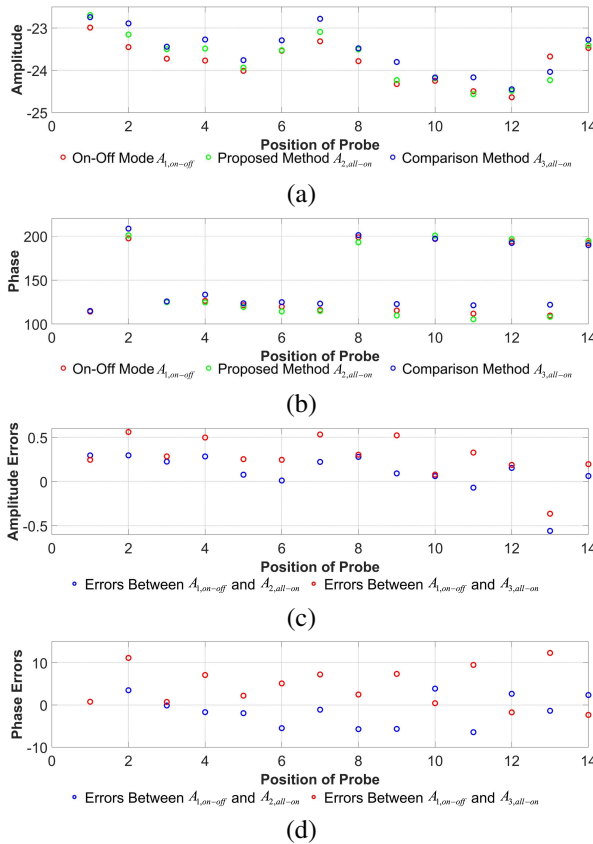 -23
-24
-25
Amplitude
0 2 4 6 8 10 12 14
Position of Probe
On-Off Mode A1,on-off Proposed Method A2,all-on Comparison Method A3,all-on
(a)
200
150
100
Phase
0 2 4 6 8 10 12 14
Position of Probe
On-Off Mode A1,on-off Proposed Method A2,all-on Comparison Method A3,all-on
(b)
0.5
0
-0.5
Amplitude Errors
0 2 4 6 8 10 12 14
Position of Probe
Errors Between A1,on-off and A2,all-on Errors Between A1,on-off and A3,all-on
(c)
10
0
-10
Phase Errors
0 2 4 6 8 10 12 14
Position of Probe
Errors Between A1,on-off and A2,all-on Errors Between A1,on-off and A3,all-on
(d)